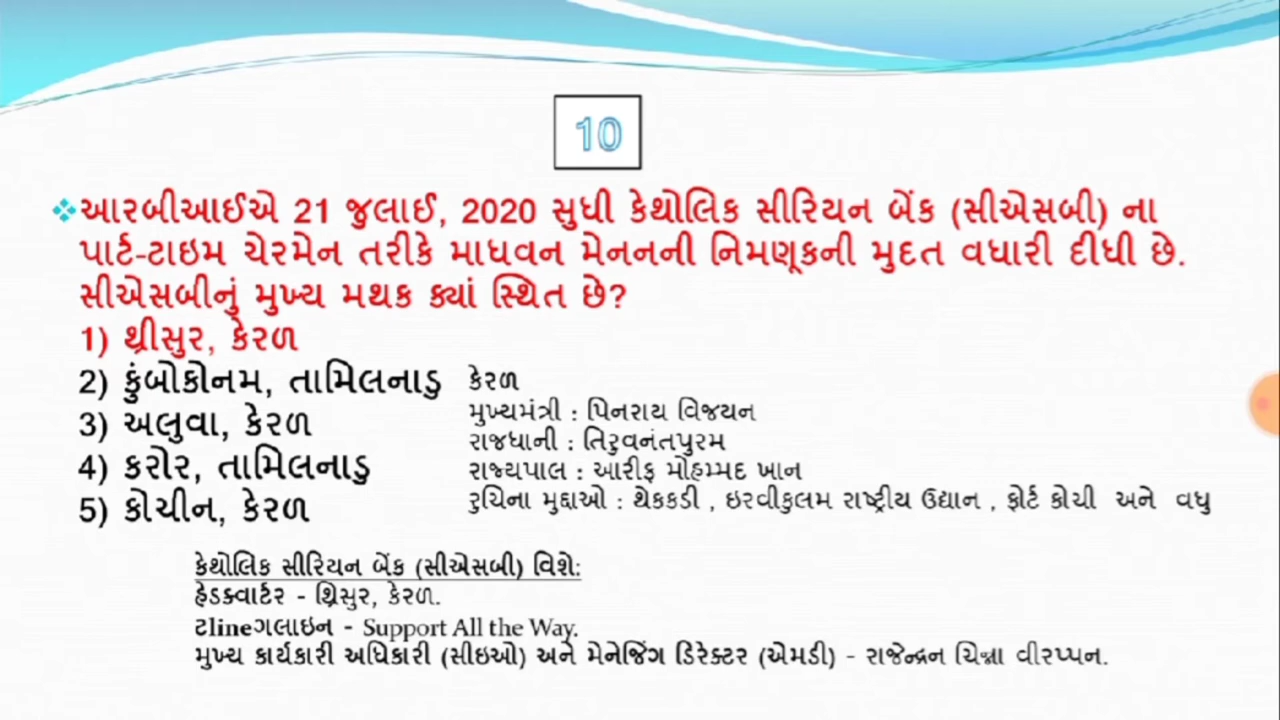 10
❖આરબીઆઈએ 21 જુલાઈ, 2020 સુધી કેથોલિક સીરિયન બેંક (સીએસબી) ના
પાર્ટ-ટાઇમ ચેરમેન તરીકે માધવન મેનનની નિમણૂકની મુદત વધારી દીધી છે.
સીએસબીનું મુખ્ય મથક ક્યાં સ્થિત છે?
1) થ્રીસુર, કેરળ
2) કુંબોકોનમ, તામિલનાડુ
3) અલુવા, કેરળ
4) કરોર, તામિલનાડુ
5) કોચીન, કેરળ
કેરળ
મુખ્યમંત્રી : પિનરાય વિજયન
રાજધાની : તિરુવનંતપુરમ
રાજ્યપાલ : આરીફ મોહમ્મદ ખાન
રુચિના મુદ્દાઓ : થેકકડી , ઇરવીકુલમ રાષ્ટ્રીય ઉદ્યાન , ફોર્ટ કોચી અને વધુ
કેથોલિક સીરિયન બેંક (સીએસબી) વિશે:
હેડક્વાર્ટર - થ્રિસુર, કેરળ.
ટlineગલાઇન - Support All the Way.
મુખ્ય કાર્યકારી અધિકારી (સીઇઓ) અને મેનેજિંગ ડિરેક્ટર (એમડી) - રાજેન્દ્રન ચિન્ના વીરપ્પન.